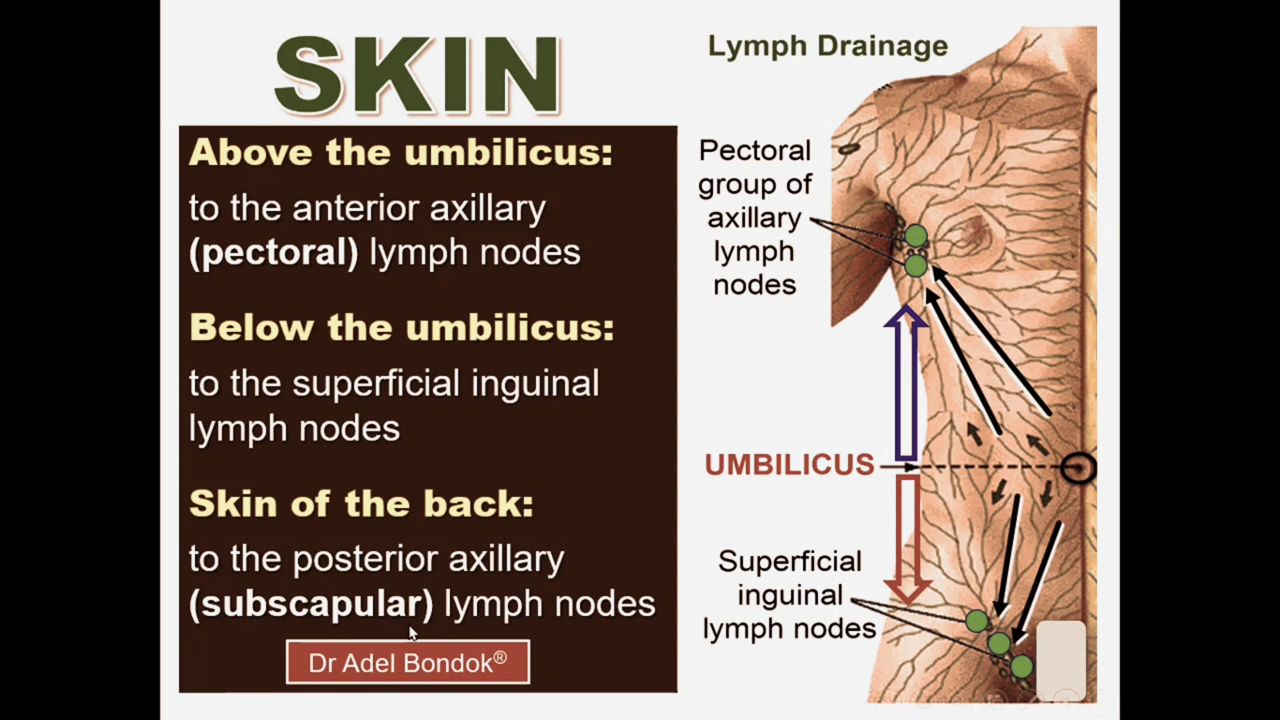 SKIN
Above the umbilicus:
to the anterior axillary
(pectoral) lymph nodes
Below the umbilicus:
to the superficial inguinal
lymph nodes
Skin of the back:
to the posterior axillary
(subscapular) lymph nodes
Dr Adel Bondok®
Lymph Drainage
Pectoral
group of
axillary
lymph
nodes
UMBILICUS
Superficial
inguinal
lymph nodes